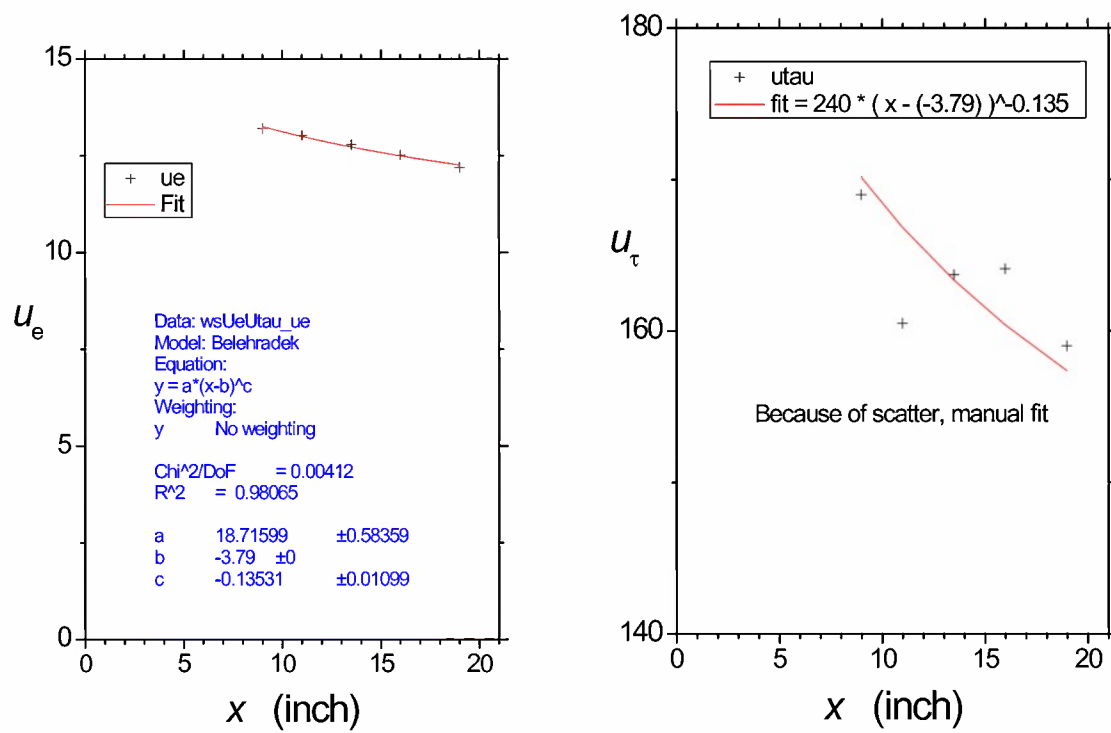 15
10
5
0
0
5
10
15
20
u_e
x (inch)
ue
Fit
Data: wsUeUtau_ue
Model: Belehradek
Equation:
y = a*(x-b)^c
Weighting:
y No weighting
Chi^2/DoF = 0.00412
R^2 = 0.98065
a 18.71599 ±0.58359
b -3.79 ±0
c -0.13531 ±0.01099
180
170
160
140
0
5
10
15
20
u_τ
x (inch)
utau
fit = 240 * ( x - (-3.79) )^-0.135
Because of scatter, manual fit